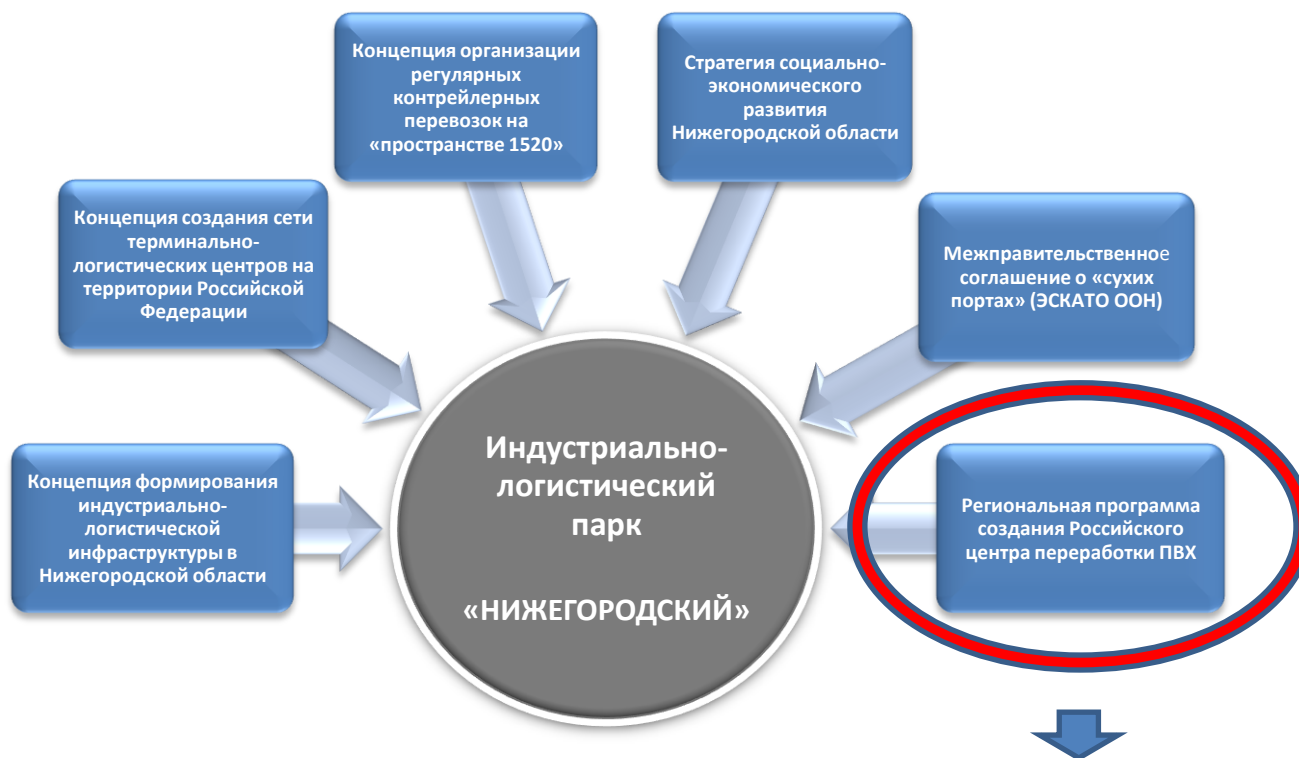 Концепция организации
регулярных
контрейлерных
перевозок на
«пространстве 1520»
Стратегия социально-
экономического
развития
Нижегородской области
Концепция создания сети
терминально-
логистических центров на
территории Российской
Федерации
Межправительственное
соглашение о «сухих
портах» (ЭСКАТО ООН)
Концепция формирования
индустриально-
логистической
инфраструктуры в
Нижегородской области
Индустриально-
логистический
парк
«НИЖЕГОРОДСКИЙ»
Региональная программа
создания Российского
центра переработки ПВХ